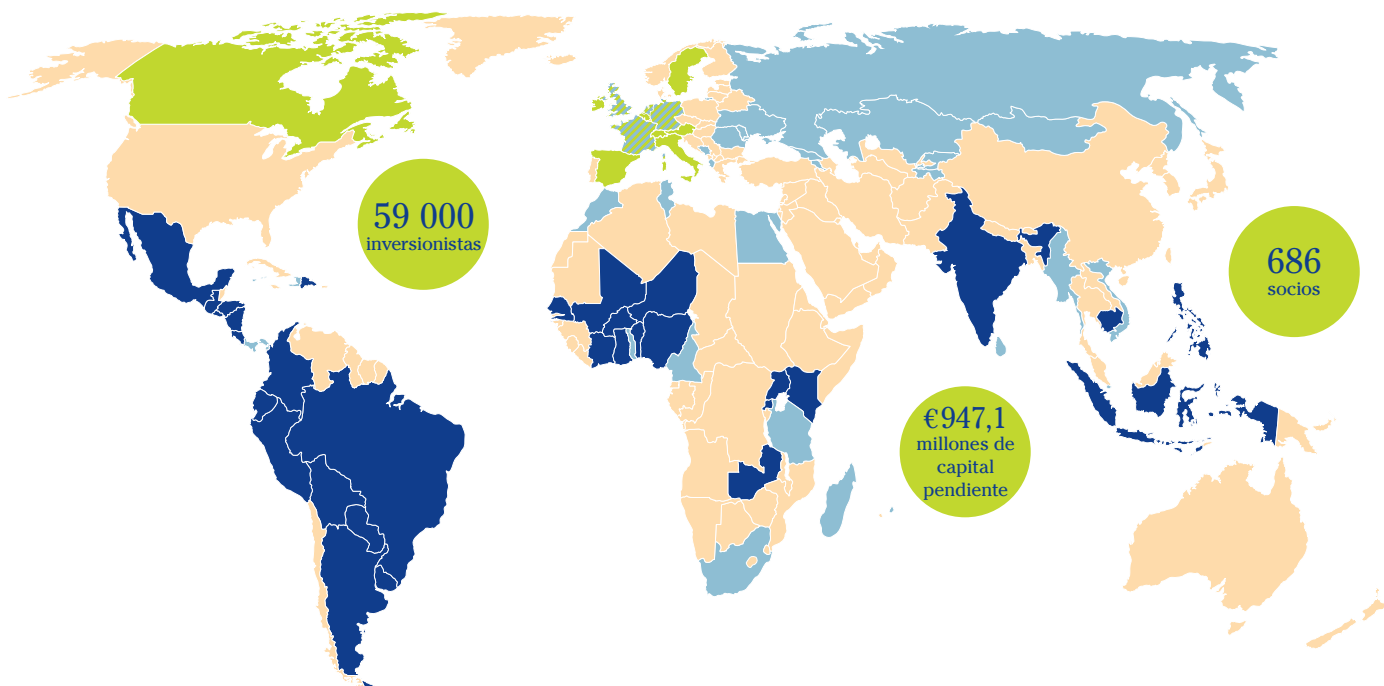 59 000
inversionistas
686
socios
€947,1
millones de
capital
pendiente